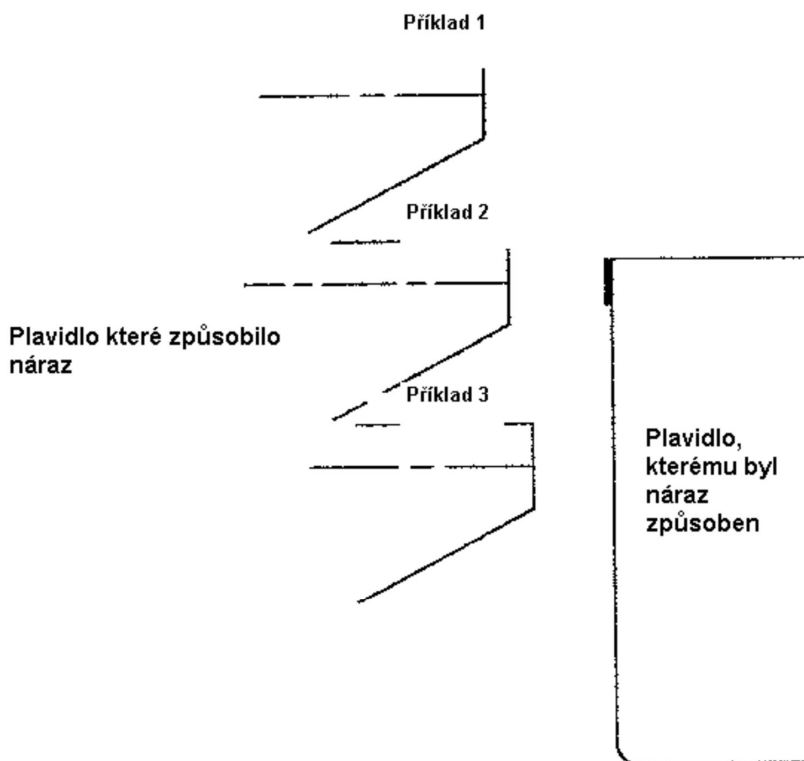 Příklad 1
Příklad 2
Plavidlo které způsobilo
náraz
Příklad 3
Plavidlo,
kterému byl
náraz
způsoben